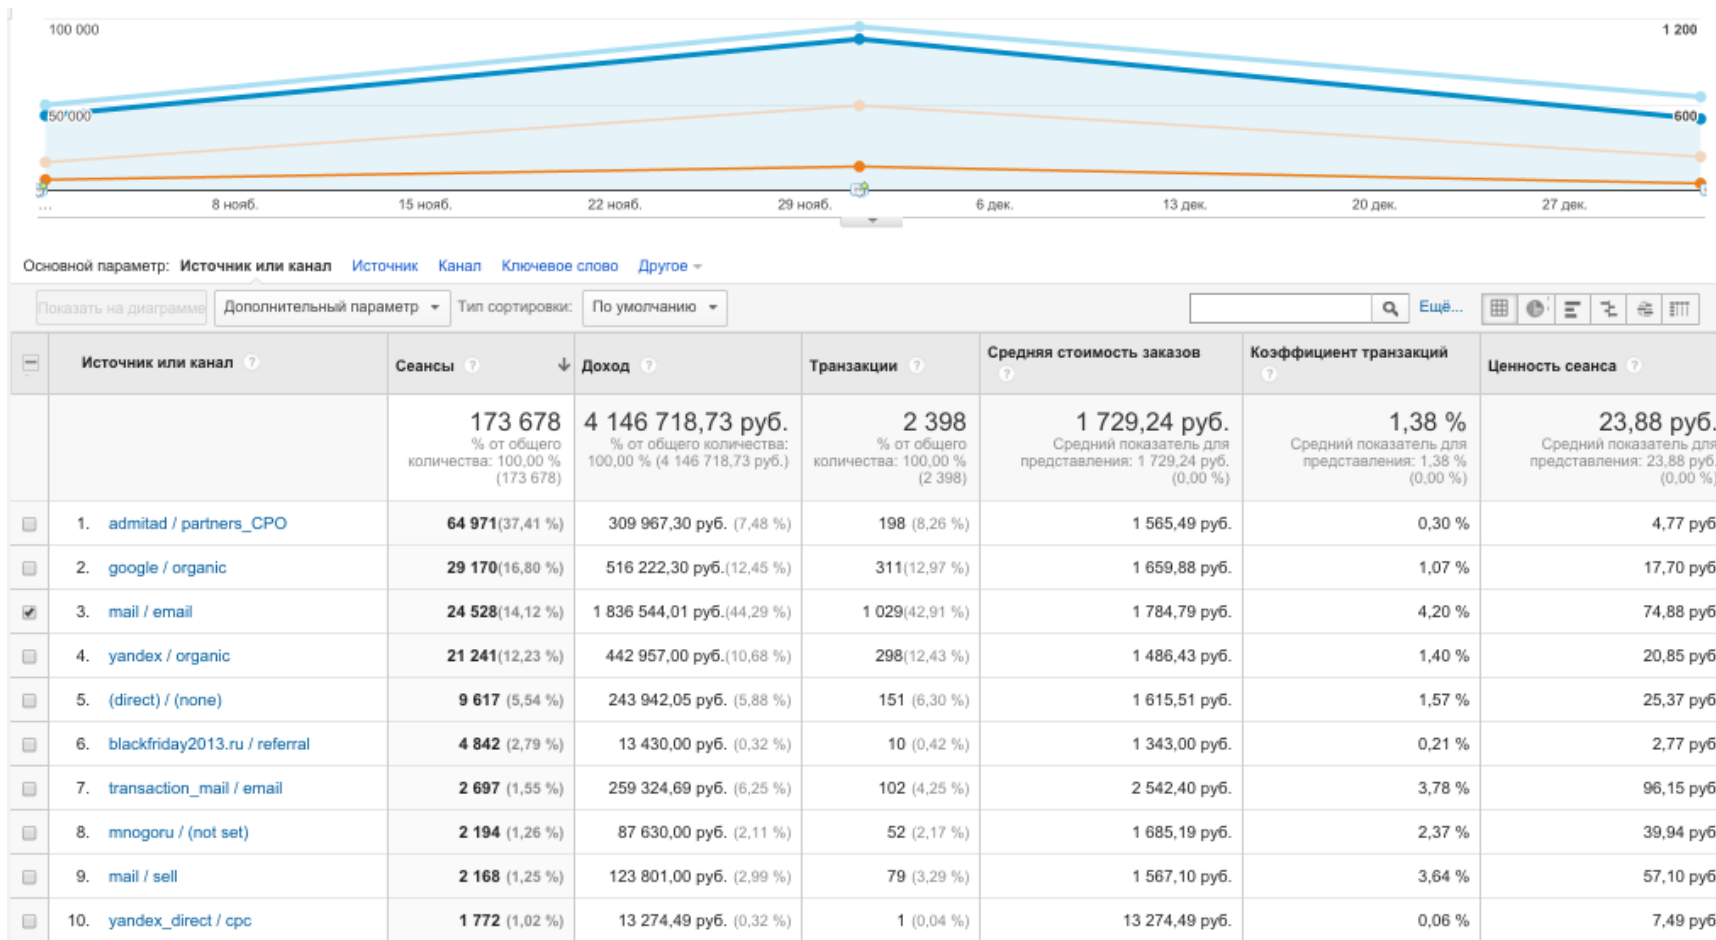 100 000 1 200
50 000 600
... 8 нояб. 15 нояб. 22 нояб. 29 нояб. 6 дек. 13 дек. 20 дек. 27 дек.
Основной параметр: Источник или канал Источник Канал Ключевое слово Другое
Показать на диаграмме Дополнительный параметр Тип сортировки: По умолчанию Ещё...
Источник или канал ? Сеансы ? Доход ? Транзакции ? Средняя стоимость заказов ? Коэффициент транзакций ? Ценность сеанса ?
173 678 4 146 718,73 руб. 2 398 1 729,24 руб. 1,38 % 23,88 руб.
% от общего % от общего количества: % от общего Средний показатель для Средний показатель для Средний показатель для
количества: 100,00 % 100,00 % (4 146 718,73 руб.) количества: 100,00 % представления: 1 729,24 руб. представления: 1,38 % представления: 23,88 руб.
(173 678) (2 398) (0,00 %) (0,00 %) (0,00 %)
1. admitad / partners_CPO 64 971(37,41 %) 309 967,30 руб. (7,48 %) 198 (8,26 %) 1 565,49 руб. 0,30 % 4,77 руб
2. google / organic 29 170(16,80 %) 516 222,30 руб.(12,45 %) 311(12,97 %) 1 659,88 руб. 1,07 % 17,70 руб
3. mail / email 24 528(14,12 %) 1 836 544,01 руб.(44,29 %) 1 029(42,91 %) 1 784,79 руб. 4,20 % 74,88 руб
4. yandex / organic 21 241(12,23 %) 442 957,00 руб.(10,68 %) 298(12,43 %) 1 486,43 руб. 1,40 % 20,85 руб
5. (direct) / (none) 9 617 (5,54 %) 243 942,05 руб. (5,88 %) 151 (6,30 %) 1 615,51 руб. 1,57 % 25,37 руб
6. blackfriday2013.ru / referral 4 842 (2,79 %) 13 430,00 руб. (0,32 %) 10 (0,42 %) 1 343,00 руб. 0,21 % 2,77 руб
7. transaction_mail / email 2 697 (1,55 %) 259 324,69 руб. (6,25 %) 102 (4,25 %) 2 542,40 руб. 3,78 % 96,15 руб
8. mnogoru / (not set) 2 194 (1,26 %) 87 630,00 руб. (2,11 %) 52 (2,17 %) 1 685,19 руб. 2,37 % 39,94 руб
9. mail / sell 2 168 (1,25 %) 123 801,00 руб. (2,99 %) 79 (3,29 %) 1 567,10 руб. 3,64 % 57,10 руб
10. yandex_direct / cpc 1 772 (1,02 %) 13 274,49 руб. (0,32 %) 1 (0,04 %) 13 274,49 руб. 0,06 % 7,49 руб